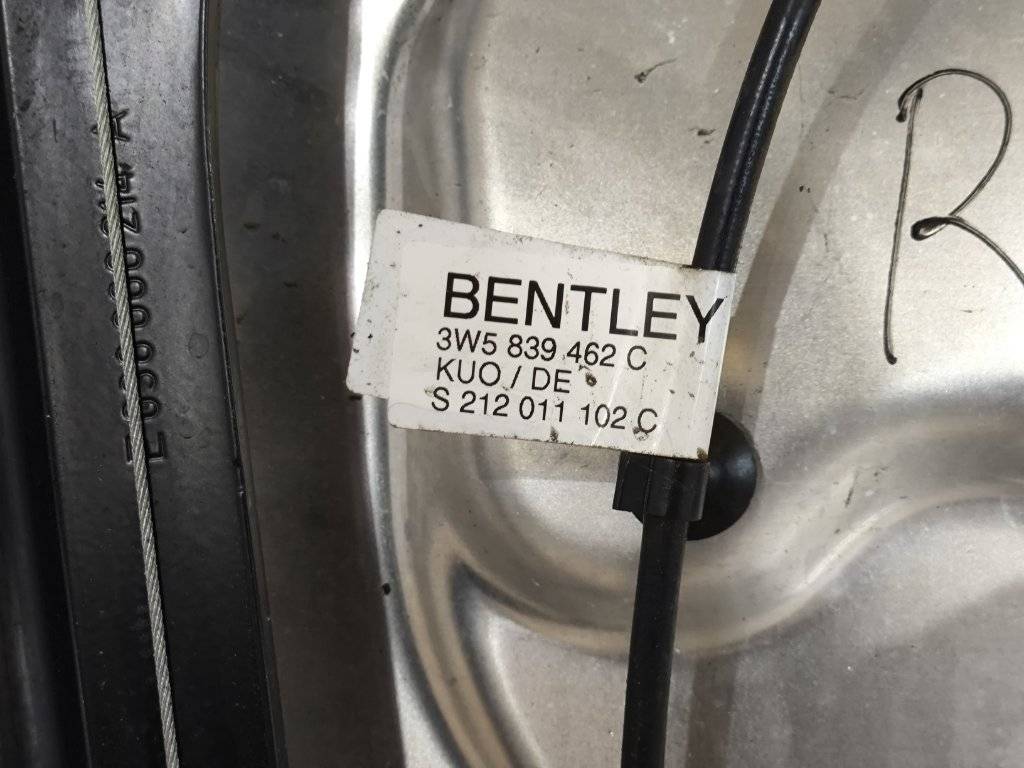 BENTLEY
3W5 839 462 C
KUO / DE
S 212 011 102 C
R